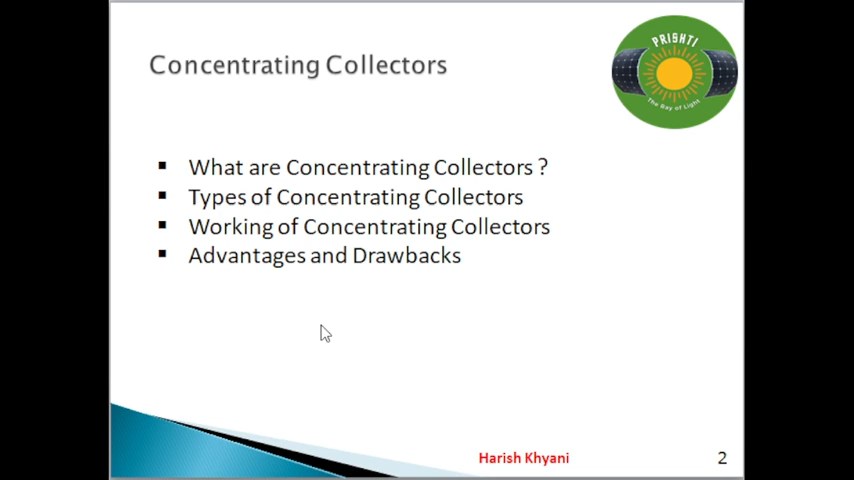 Concentrating Collectors
PRISHTI
The Ray of Light
What are Concentrating Collectors ?
Types of Concentrating Collectors
Working of Concentrating Collectors
Advantages and Drawbacks
Harish Khyani
2